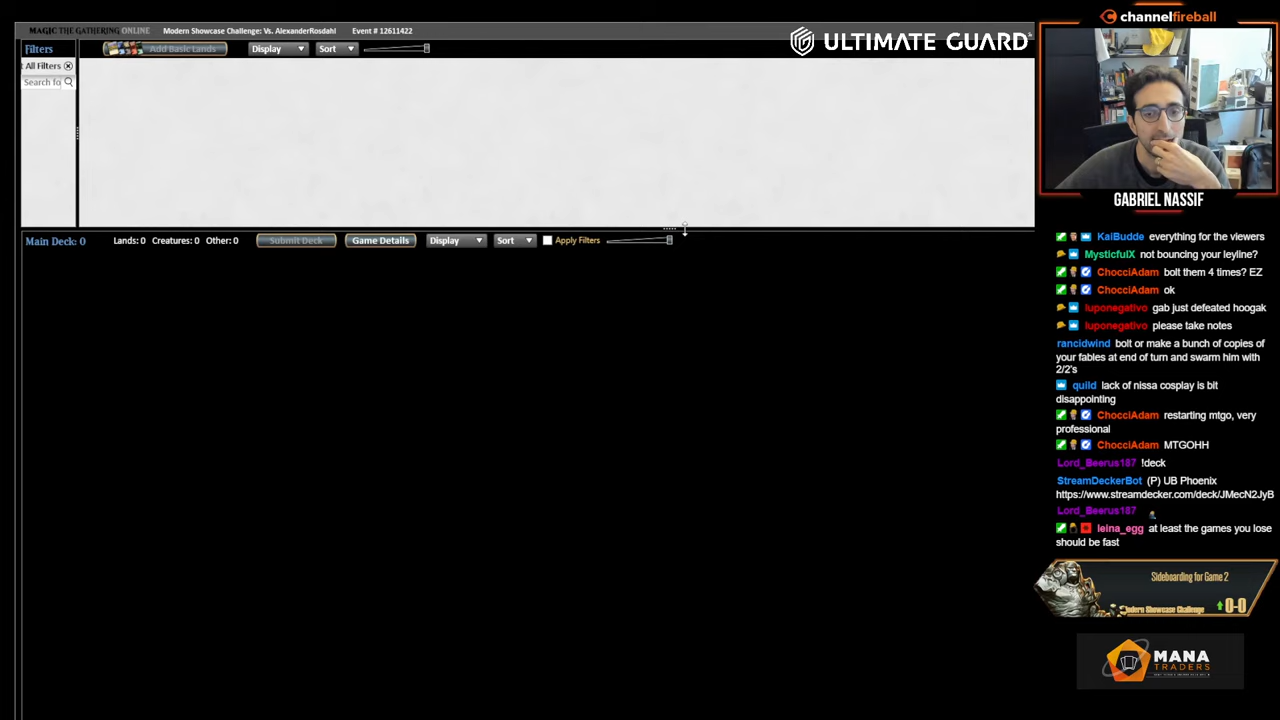 MAGIC THE GATHERING ONLINE Modern Showcase Challenge: Vs. AlexanderRosdahl Event # 12611422
Filters Add Basic Lands Display Sort
ULTIMATE GUARD
All Filters
Search fo
Main Deck: 0 Lands: 0 Creatures: 0 Other: 0 Submit Deck Game Details Display Sort Apply Filters
channelfireball
GABRIEL NASSIF
KaiBudde everything for the viewers
MysticfulX not bouncing your leyline?
ChocciAdam bolt them 4 times? EZ
ChocciAdam ok
luponegativo gab just defeated hoogak
luponegativo please take notes
rancidwind bolt or make a bunch of copies of
your fables at end of turn and swarm him with
2/2's
quild lack of nissa cosplay is bit
disappointing
ChocciAdam restarting mtgo, very
professional
ChocciAdam MTGOHH
Lord_Beerus187 !deck
StreamDeckerBot (P) UB Phoenix
https://www.streamdecker.com/deck/JMecN2JyB
Lord_Beerus187
leina_egg at least the games you lose
should be fast
Sideboarding for Game 2
Modern Showcase Challenge 0-0
MANA
TRADERS